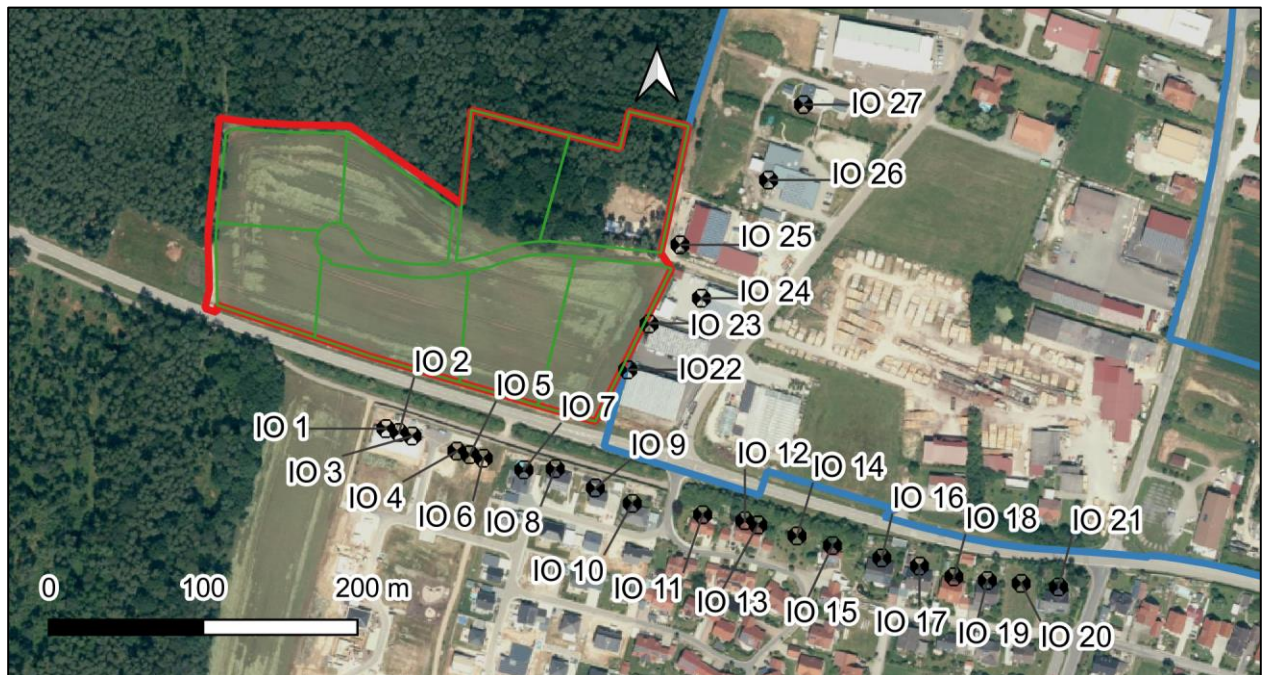 IO 27
IO 26
IO 25
IO 24
IO 23
IO22
IO 2
IO 5
IO 7
IO 1
IO 9
IO 12
IO 3
IO 14
IO 4
IO 16
IO 6
IO 8
IO 18
IO 21
IO 10
IO 11
IO 13
IO 15
IO 17
IO 19
IO 20
0 100 200 m